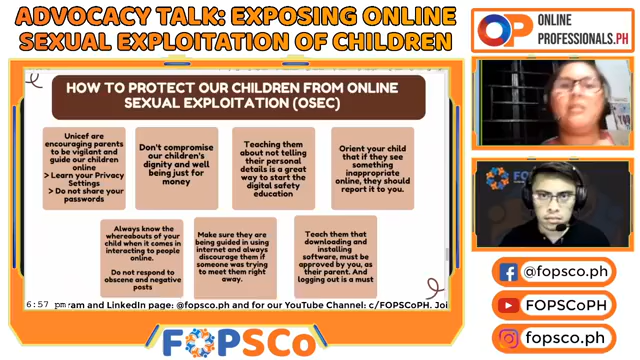 ADVOCACY TALK: EXPOSING ONLINE
SEXUAL EXPLOITATION OF CHILDREN
OP
ONLINE
PROFESSIONALS.PH
HOW TO PROTECT OUR CHILDREN FROM ONLINE
SEXUAL EXPLOITATION (OSEC)
Unicef are
encouraging parents
to be vigilant and
guide our children
online
> Learn your Privacy
Settings
> Do not share your
passwords
Don't compromise
our children's
dignity and well
being just for
money
Teaching them
about not telling
their personal
details is a great
way to start the
digital safety
education
Orient your child
that if they see
something
inappropriate
online, they should
report it to you.
Always know the
whereabouts of your
child when it comes in
interacting to people
online.
Do not respond to
obscene and negative
posts
Make sure they are
being guided in using
internet and always
discourage them if
someone was trying
to meet them right
away.
Teach them that
downloading and
installing
software, must
be approved by you, as
their parent. And
logging out is a must
6:57 pm ram and LinkedIn page: @fopsco.ph and for our YouTube Channel: c/FOPSCoPH. Joi
FOPSCo
@fopsco.ph
FOPSCoPH
fopsco.ph